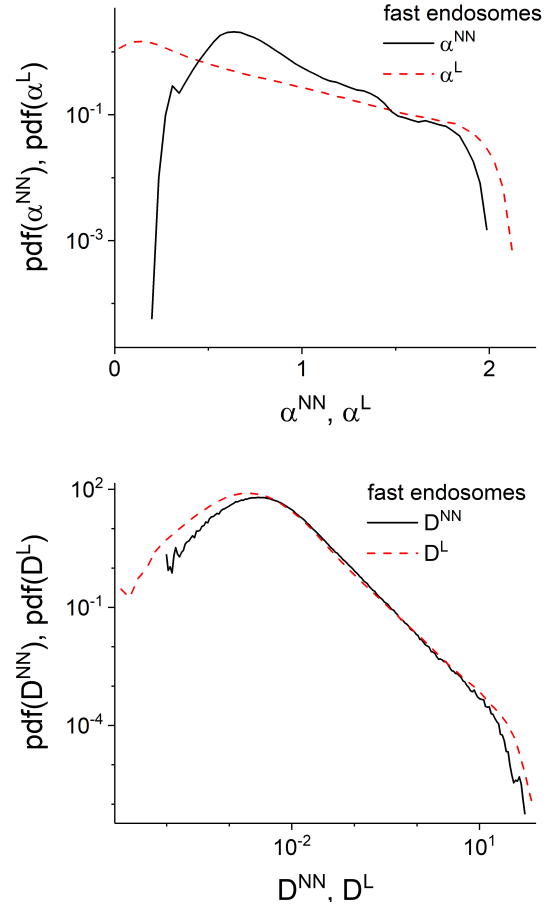 fast endosomes
α^NN
α^L
pdf(α^NN), pdf(α^L)
10^-1
10^-3
0
1
2
α^NN, α^L
fast endosomes
D^NN
D^L
pdf(D^NN), pdf(D^L)
10^2
10^-1
10^-4
10^-2
10^1
D^NN, D^L